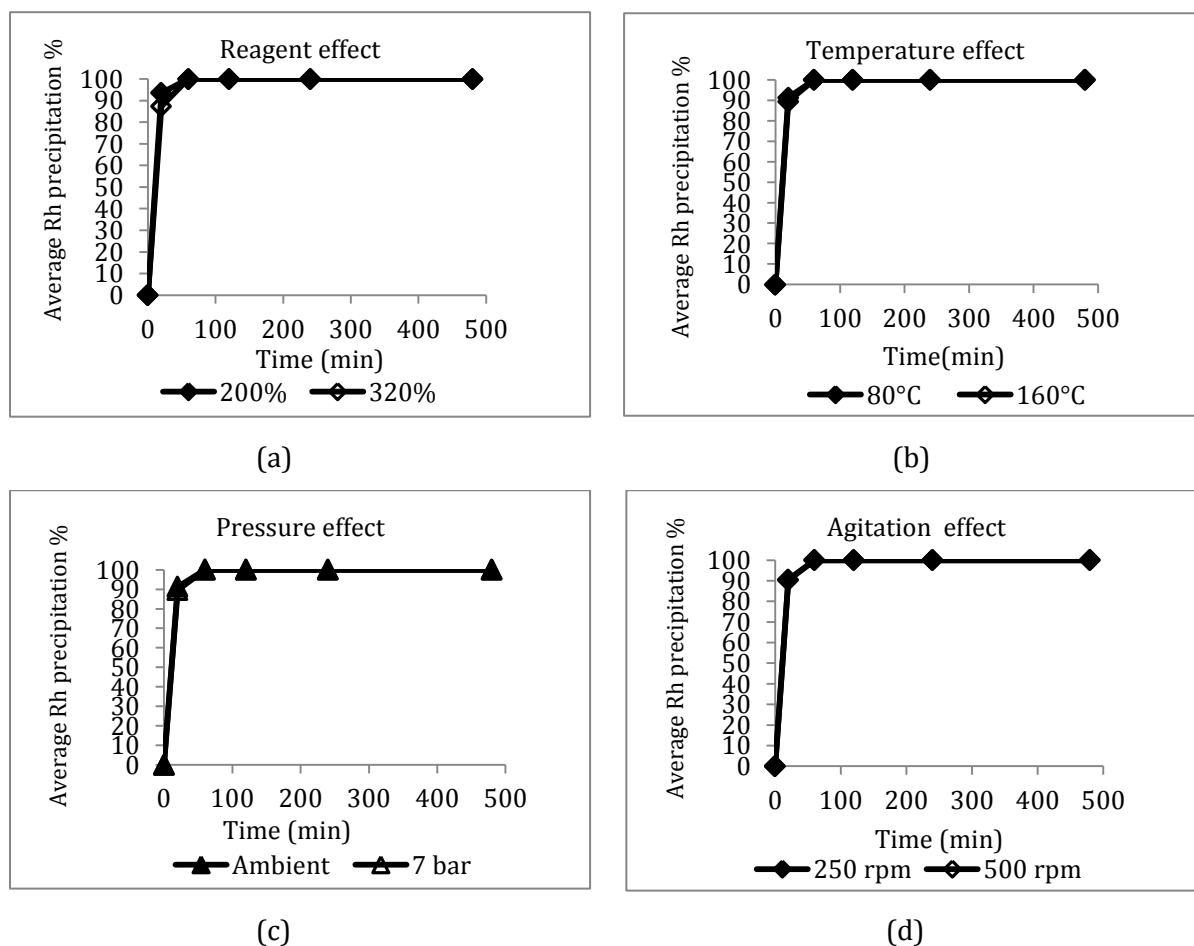 Reagent effect
Average Rh precipitation %
100
90
80
70
60
50
40
30
20
10
0
0 100 200 300 400 500
Time (min)
200% 320%
(a)
Temperature effect
Average Rh precipitation %
100
90
80
70
60
50
40
30
20
10
0
0 100 200 300 400 500
Time(min)
80°C 160°C
(b)
Pressure effect
Average Rh precipitation %
100
90
80
70
60
50
40
30
20
10
0
0 100 200 300 400 500
Time (min)
Ambient 7 bar
(c)
Agitation effect
Average Rh precipitation %
100
90
80
70
60
50
40
30
20
10
0
0 100 200 300 400 500
Time (min)
250 rpm 500 rpm
(d)